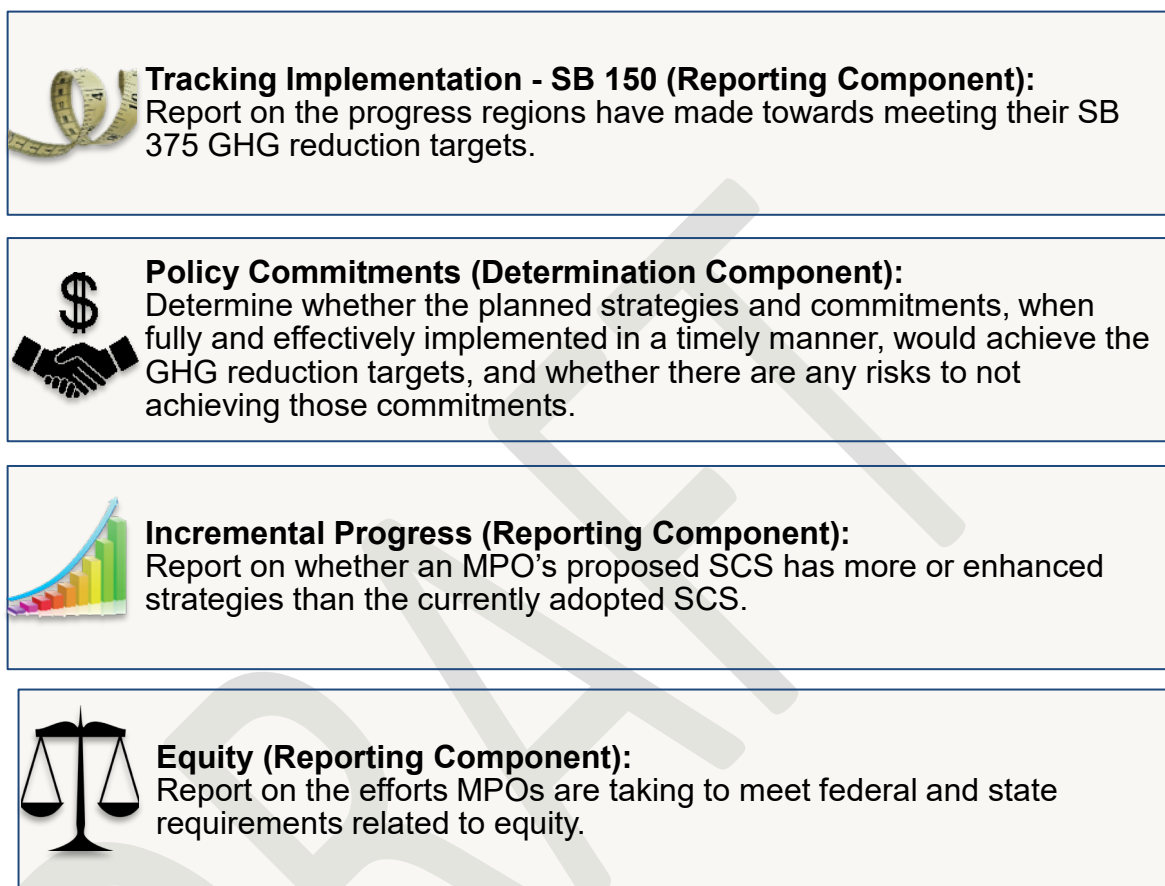 Tracking Implementation - SB 150 (Reporting Component):
Report on the progress regions have made towards meeting their SB
375 GHG reduction targets.
Policy Commitments (Determination Component):
Determine whether the planned strategies and commitments, when
fully and effectively implemented in a timely manner, would achieve the
GHG reduction targets, and whether there are any risks to not
achieving those commitments.
Incremental Progress (Reporting Component):
Report on whether an MPO’s proposed SCS has more or enhanced
strategies than the currently adopted SCS.
Equity (Reporting Component):
Report on the efforts MPOs are taking to meet federal and state
requirements related to equity.
DRAFT
$